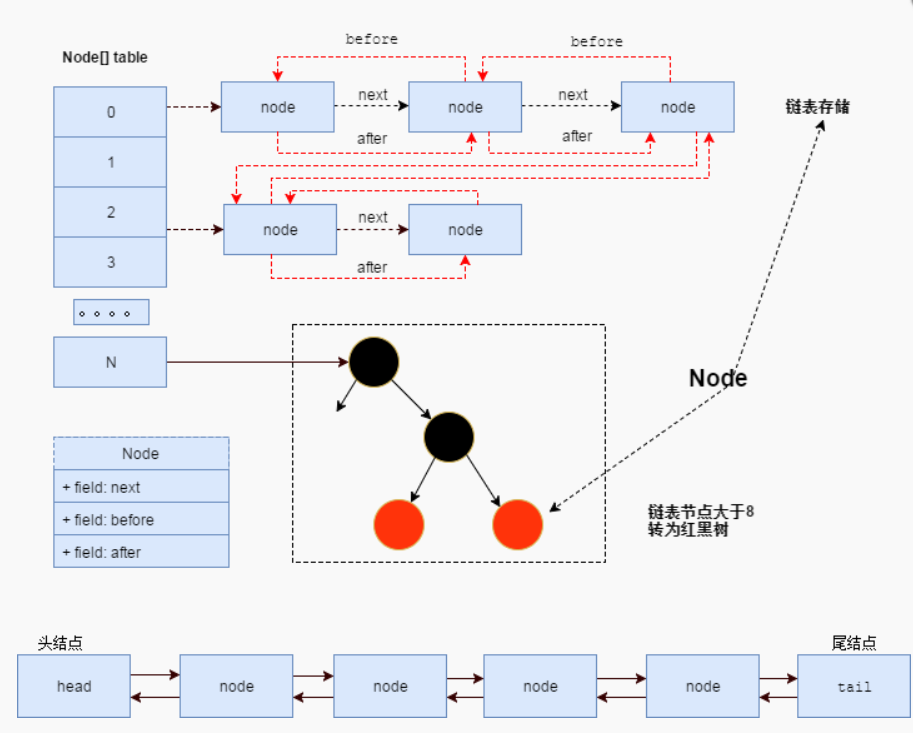 before
before
Node[] table
0
node
next
node
next
node
链表存储
after
after
1
2
node
next
node
3
after
N
Node
Node
+ field: next
+ field: before
+ field: after
链表节点大于8
转为红黑树
头结点
尾结点
head
node
node
node
node
tail